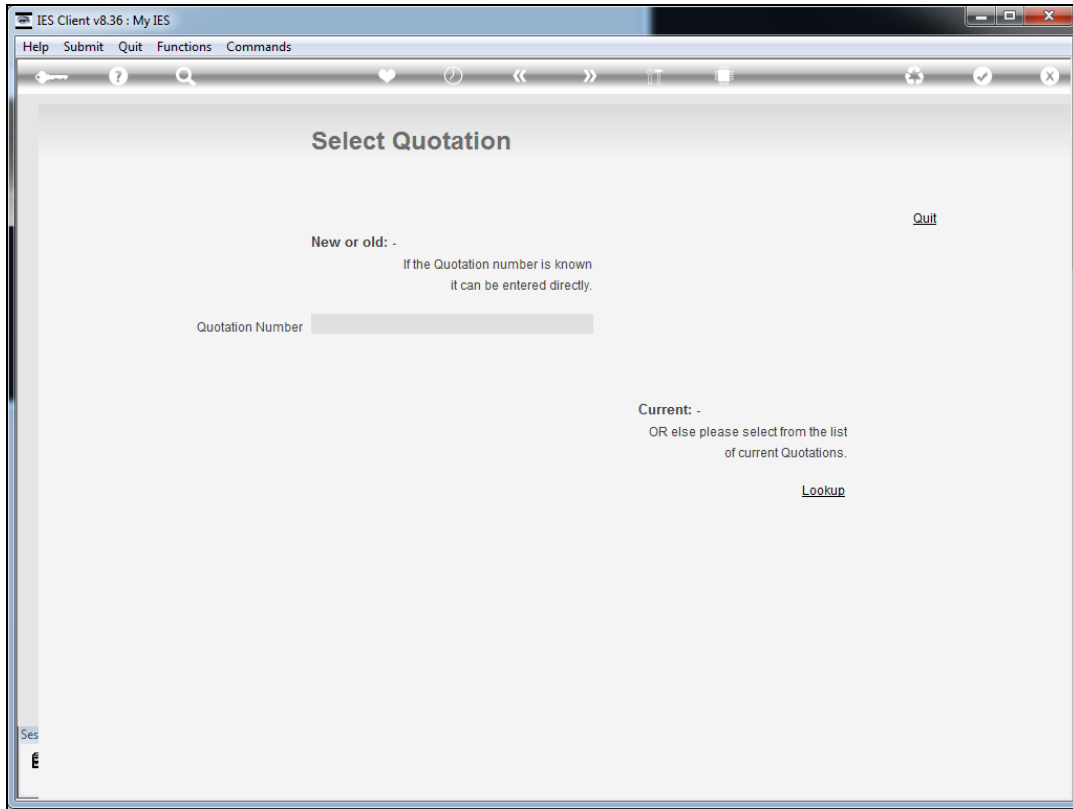 IES Client v8.36 : My IES
Help Submit Quit Functions Commands
Select Quotation
Quit
New or old: -
If the Quotation number is known
it can be entered directly.
Quotation Number
Current: -
OR else please select from the list
of current Quotations.
Lookup
Ses